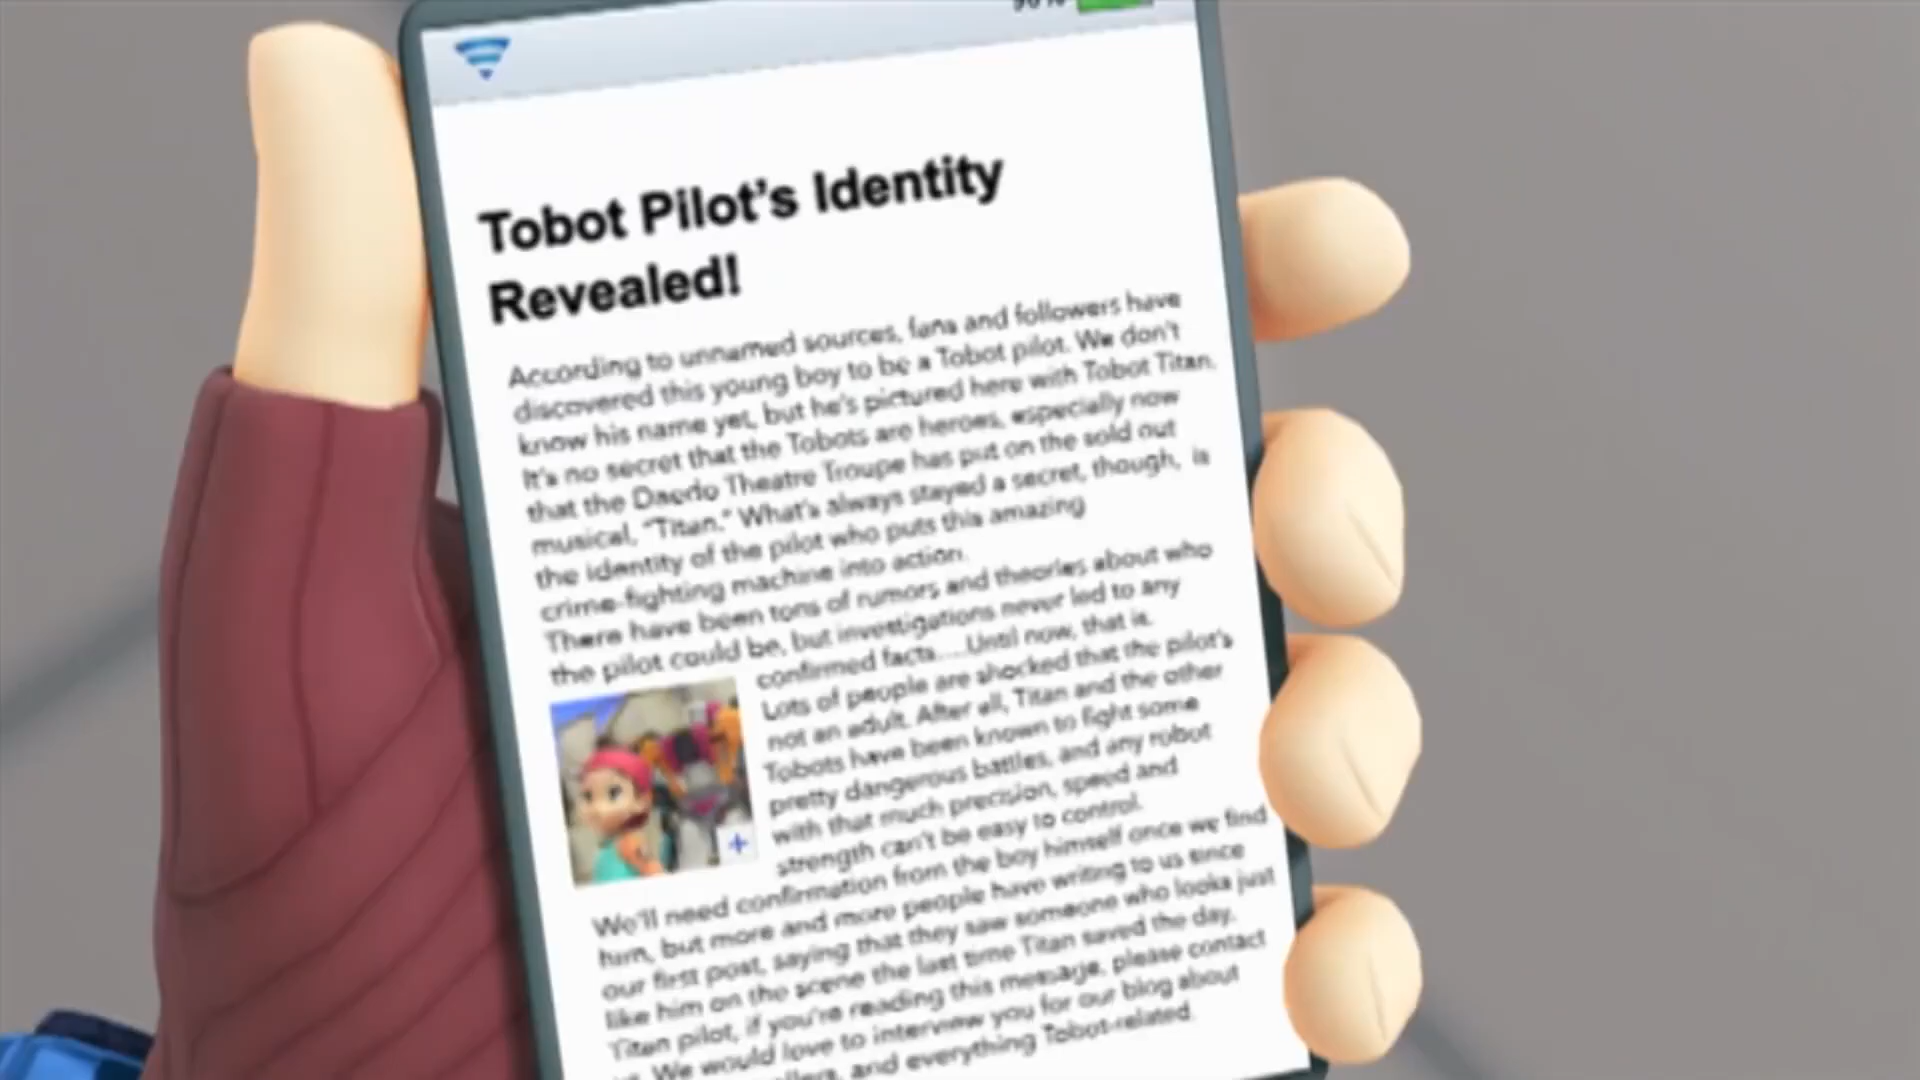 Tobot Pilot's Identity
Revealed!
According to unnamed sources, fans and followers have
discovered this young boy to be a Tobot pilot. We don't
know his name yet, but he's pictured here with Tobot Titan.
It's no secret that the Tobots are heroes, especially now
that the Daedo Theatre Troupe has put on the sold out
musical, "Titan." What's always stayed a secret, though, is
the identity of the pilot who puts this amazing
crime-fighting machine into action.
There have been tons of rumors and theories about who
the pilot could be, but investigations never led to any
confirmed facts....Until now, that is.
Lots of people are shocked that the pilot's
not an adult. After all, Titan and the other
Tobots have been known to fight some
pretty dangerous battles, and any robot
with that much precision, speed and
strength can't be easy to control.
We'll need confirmation from the boy himself once we find
him, but more and more people have writing to us since
our first post, saying that they saw someone who looks just
like him on the scene the last time Titan saved the day.
Titan pilot, if you're reading this message, please contact
us. We would love to interview you for our blog about
and everything Tobot-related.